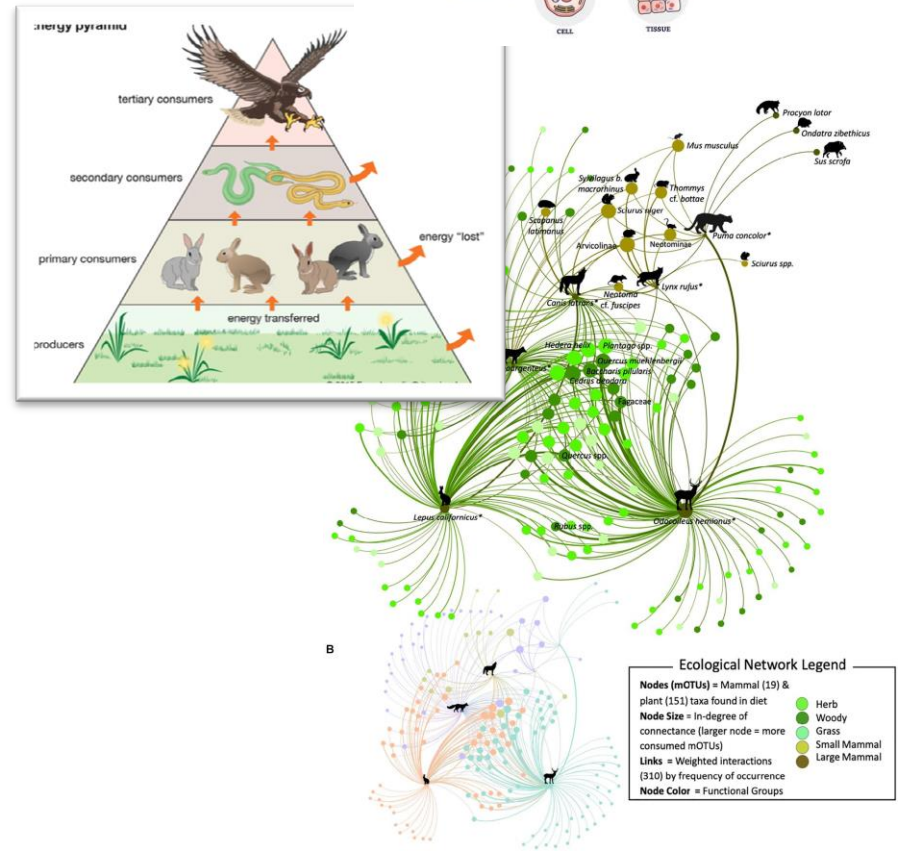 CELL
TISSUE
energy pyramid
tertiary consumers
secondary consumers
energy "lost"
primary consumers
energy transferred
producers
Procyon lotor
Ondatra zibethicus
Sus scrofa
Mus musculus
Sylvilagus b.
macrorhinus
Thommys
cf. bottae
Scapanus
latimanus
Sciurus niger
Puma concolor*
Arvicolinae
Neotominae
Sciurus spp.
Lynx rufus*
Canis latrans*
Neotoma
cf. fuscipes
Hedera helix
Plantago spp.
Quercus muehlenbergii
argenteus*
Baccharis pilularis
Cedrus deodara
Fagaceae
Quercus spp.
Lepus californicus*
Odocoileus hemionus*
Rubus spp.
B
Ecological Network Legend
Nodes (mOTUs) = Mammal (19) &
plant (151) taxa found in diet
Node Size = In-degree of
connectance (larger node = more
consumed mOTUs)
Links = Weighted interactions
(310) by frequency of occurrence
Node Color = Functional Groups
Herb
Woody
Grass
Small Mammal
Large Mammal